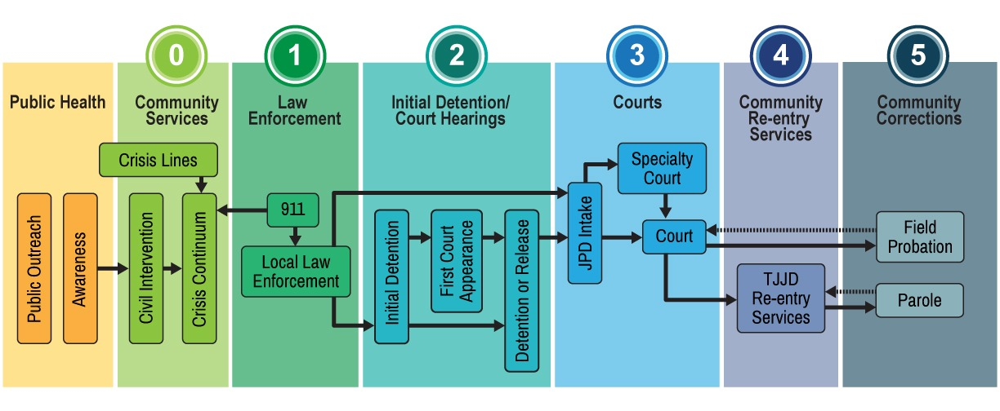 0
1
2
3
4
5
Public Health
Community
Services
Law
Enforcement
Initial Detention/
Court Hearings
Courts
Community
Re-entry
Services
Community
Corrections
Public Outreach
Awareness
Crisis Lines
Civil Intervention
Crisis Continuum
911
Local Law
Enforcement
Initial Detention
First Court
Appearance
Detention or Release
JPD Intake
Specialty
Court
Court
TJJD
Re-entry
Services
Field
Probation
Parole